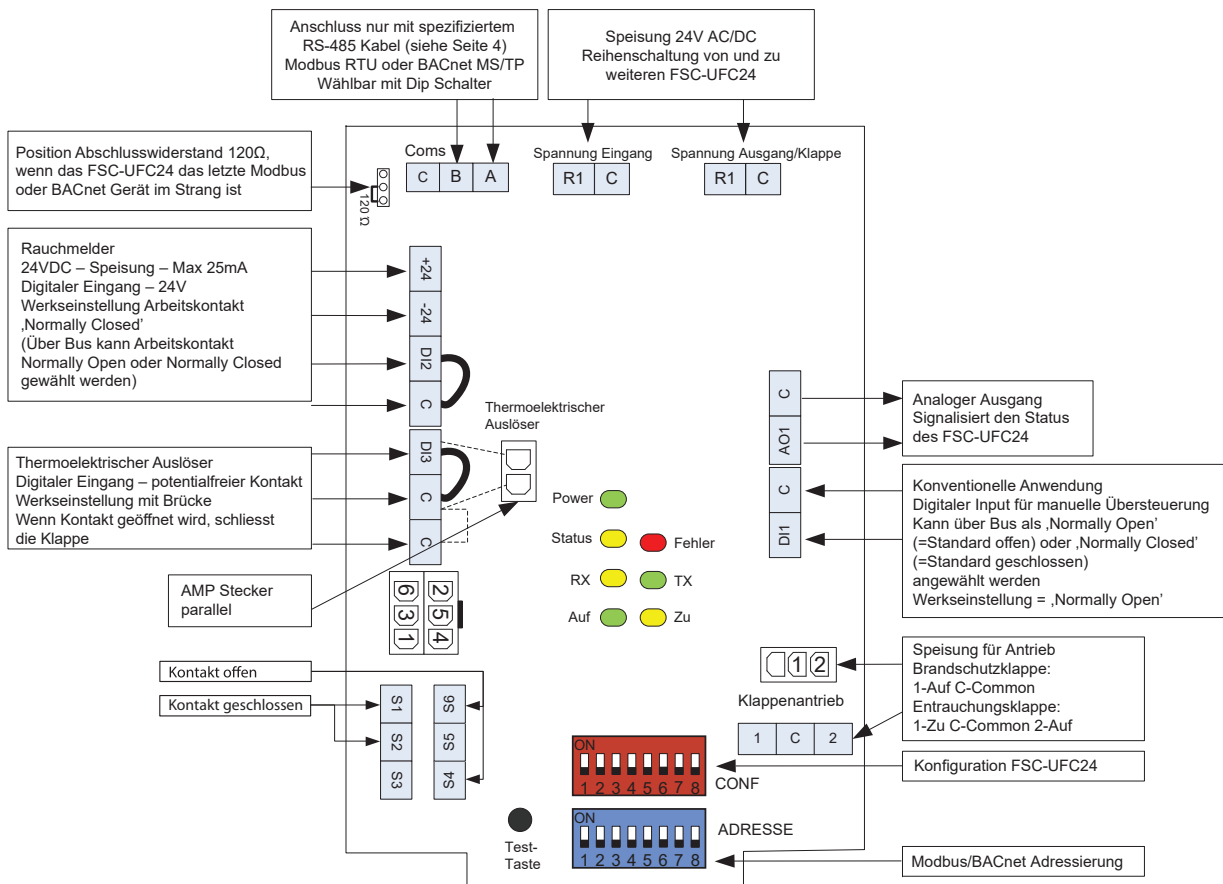 Anschluss nur mit spezifiziertem
RS-485 Kabel (siehe Seite 4)
Modbus RTU oder BACnet MS/TP
Wählbar mit Dip Schalter
Speisung 24V AC/DC
Reihenschaltung von und zu
weiteren FSC-UFC24
Position Abschlusswiderstand 120Ω,
wenn das FSC-UFC24 das letzte Modbus
oder BACnet Gerät im Strang ist
120 Ω
Coms
C B A
Spannung Eingang
R1 C
Spannung Ausgang/Klappe
R1 C
Rauchmelder
24VDC – Speisung – Max 25mA
Digitaler Eingang – 24V
Werkseinstellung Arbeitskontakt
‚Normally Closed’
(Über Bus kann Arbeitskontakt
Normally Open oder Normally Closed
gewählt werden)
+24
-24
DI2
C
DI3
C
C
Thermoelektrischer
Auslöser
Thermoelektrischer Auslöser
Digitaler Eingang – potentialfreier Kontakt
Werkseinstellung mit Brücke
Wenn Kontakt geöffnet wird, schliesst
die Klappe
AMP Stecker
parallel
C
AO1
C
DI1
Analoger Ausgang
Signalisiert den Status
des FSC-UFC24
Konventionelle Anwendung
Digitaler Input für manuelle Übersteuerung
Kann über Bus als ‚Normally Open’
(=Standard offen) oder ‚Normally Closed’
(=Standard geschlossen)
angewählt werden
Werkseinstellung = ‚Normally Open’
Power
Status
Fehler
RX
TX
Auf
Zu
6 2
3 5
1 4
Kontakt offen
Kontakt geschlossen
S1 S6
S2 S5
S3 S4
1 2
Klappenantrieb
1 C 2
Speisung für Antrieb
Brandschutzklappe:
1-Auf C-Common
Entrauchungsklappe:
1-Zu C-Common 2-Auf
ON
1 2 3 4 5 6 7 8
CONF
Konfiguration FSC-UFC24
ON
1 2 3 4 5 6 7 8
ADRESSE
Modbus/BACnet Adressierung
Test-
Taste